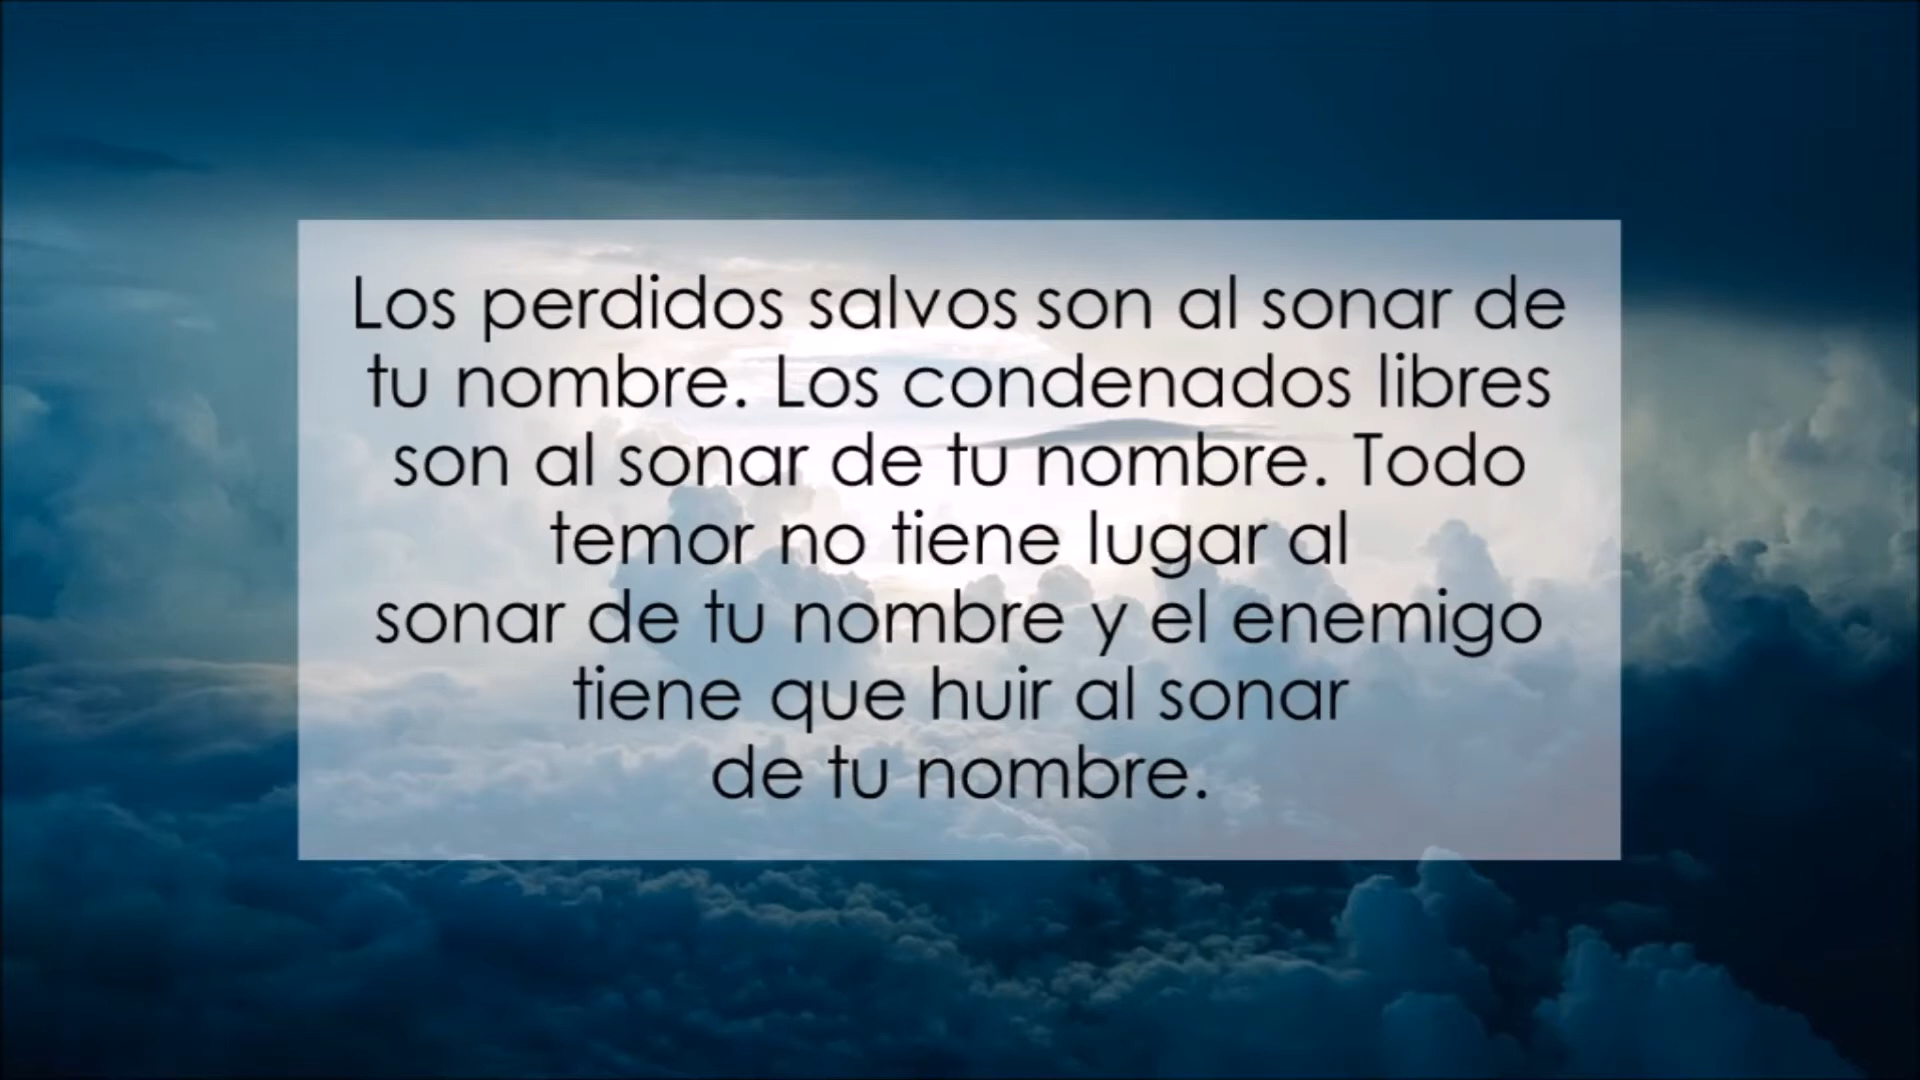 Los perdidos salvos son al sonar de
tu nombre. Los condenados libres
son al sonar de tu nombre. Todo
temor no tiene lugar al
sonar de tu nombre y el enemigo
tiene que huir al sonar
de tu nombre.